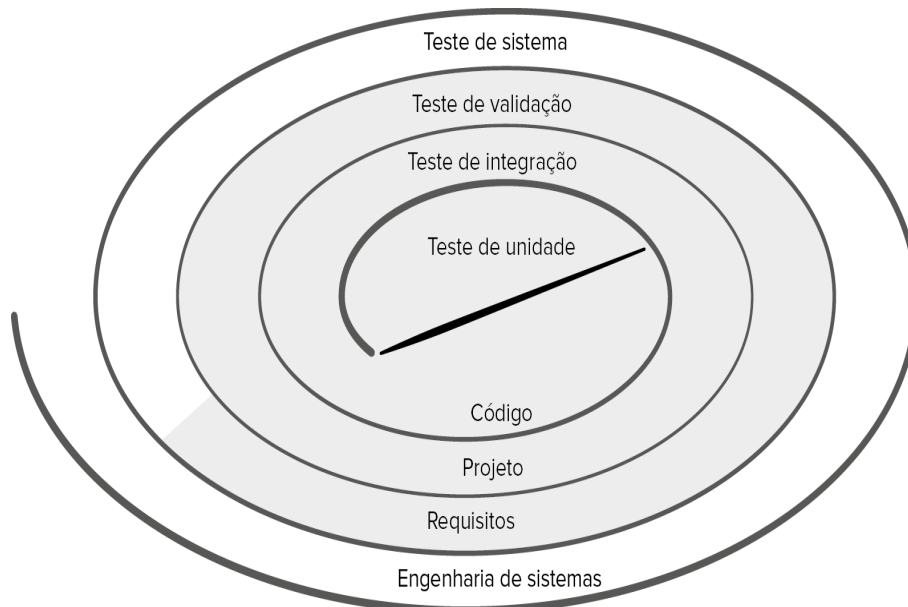 Teste de sistema
Teste de validação
Teste de integração
Teste de unidade
Código
Projeto
Requisitos
Engenharia de sistemas